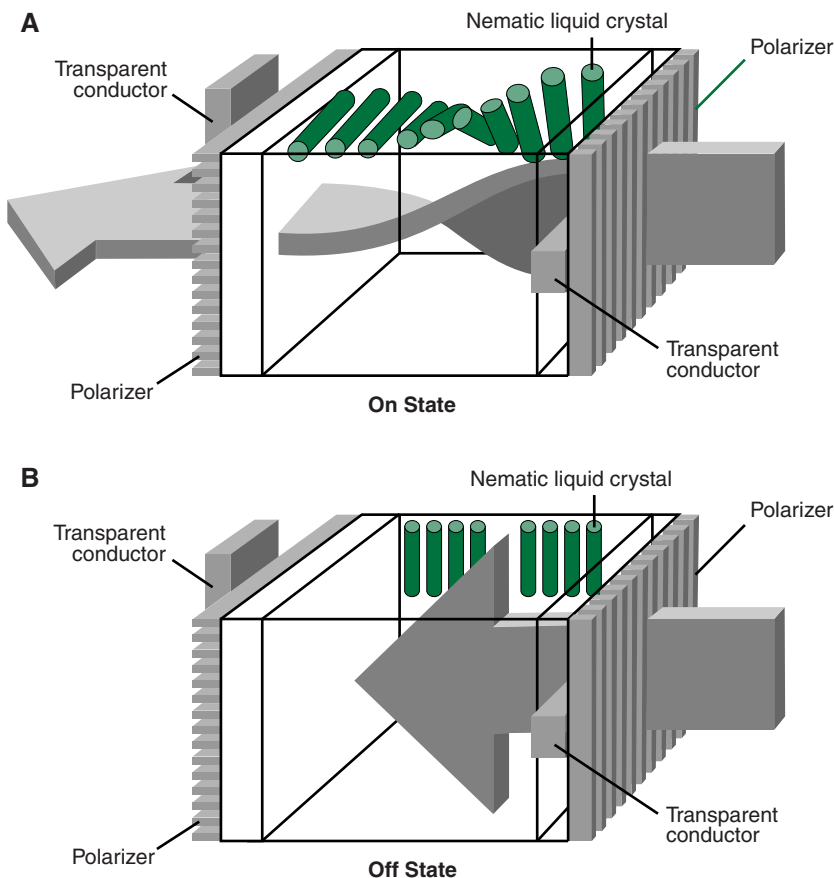 A
Nematic liquid crystal
Polarizer
Transparent
conductor
Transparent
conductor
Polarizer
On State
B
Nematic liquid crystal
Polarizer
Transparent
conductor
Transparent
conductor
Polarizer
Off State